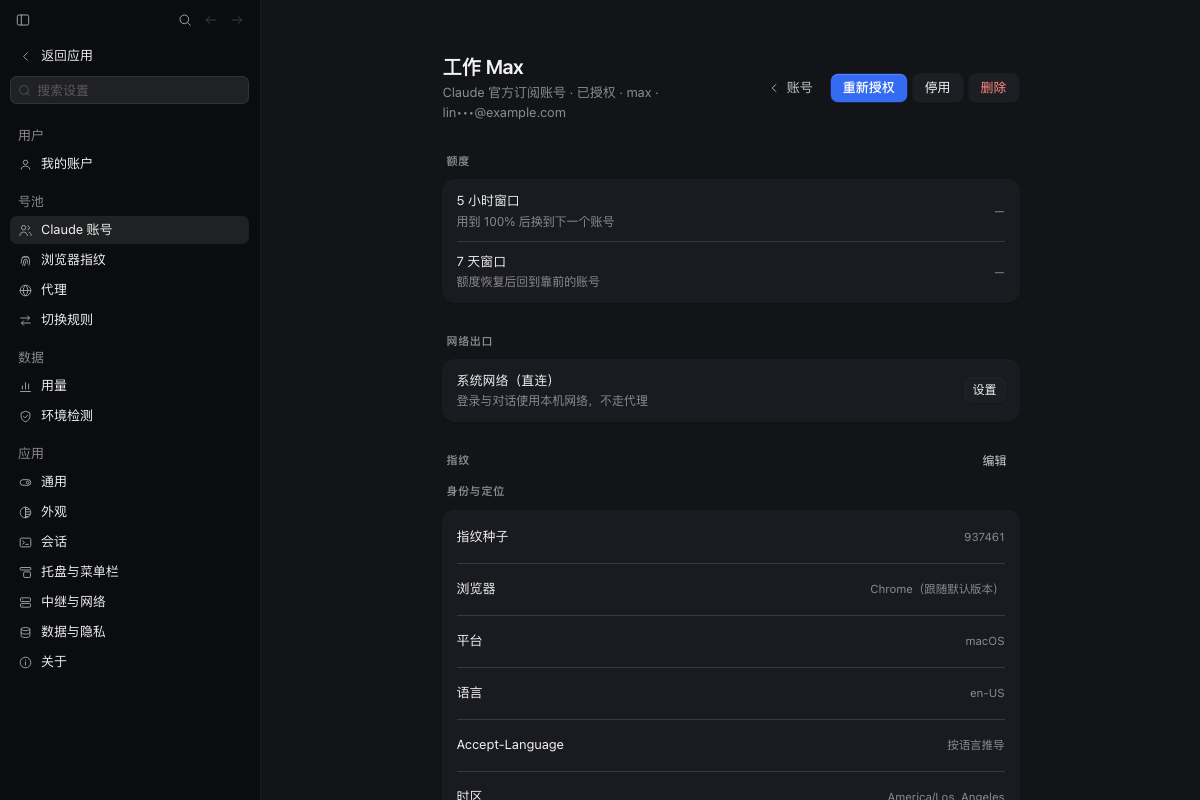 返回应用
搜索设置
用户
我的账户
号池
Claude 账号
浏览器指纹
代理
切换规则
数据
用量
环境检测
应用
通用
外观
会话
托盘与菜单栏
中继与网络
数据与隐私
关于
工作 Max
Claude 官方订阅账号 · 已授权 · max ·
lin•••@example.com
账号
重新授权
停用
删除
额度
5 小时窗口
用到 100% 后换到下一个账号
—
7 天窗口
额度恢复后回到靠前的账号
—
网络出口
系统网络（直连）
登录与对话使用本机网络，不走代理
设置
指纹
编辑
身份与定位
指纹种子
937461
浏览器
Chrome（跟随默认版本）
平台
macOS
语言
en-US
Accept-Language
按语言推导
时区
America/Los_Angeles